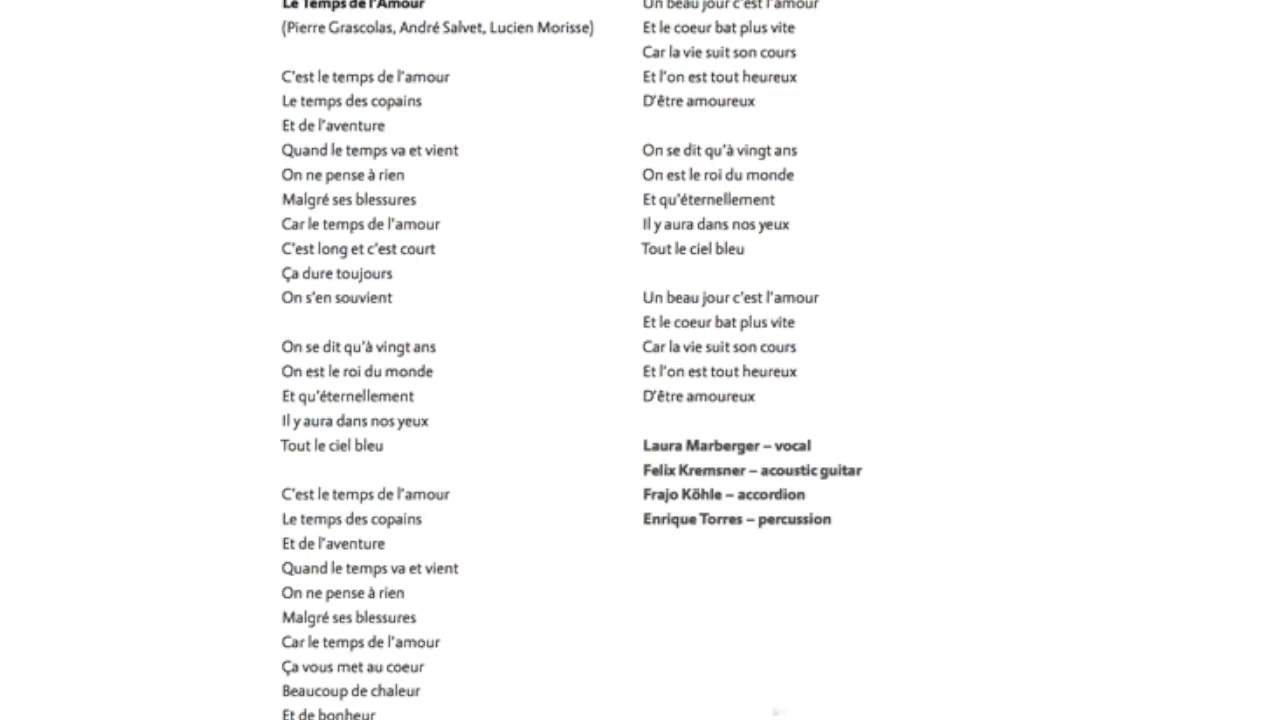 Le Temps de l'Amour
(Pierre Grascolas, André Salvet, Lucien Morisse)
C'est le temps de l'amour
Le temps des copains
Et de l'aventure
Quand le temps va et vient
On ne pense à rien
Malgré ses blessures
Car le temps de l'amour
C'est long et c'est court
Ça dure toujours
On s'en souvient
On se dit qu'à vingt ans
On est le roi du monde
Et qu'éternellement
Il y aura dans nos yeux
Tout le ciel bleu
C'est le temps de l'amour
Le temps des copains
Et de l'aventure
Quand le temps va et vient
On ne pense à rien
Malgré ses blessures
Car le temps de l'amour
Ça vous met au coeur
Beaucoup de chaleur
Et de bonheur
Un beau jour c'est l'amour
Et le coeur bat plus vite
Car la vie suit son cours
Et l'on est tout heureux
D'être amoureux
On se dit qu'à vingt ans
On est le roi du monde
Et qu'éternellement
Il y aura dans nos yeux
Tout le ciel bleu
Un beau jour c'est l'amour
Et le coeur bat plus vite
Car la vie suit son cours
Et l'on est tout heureux
D'être amoureux
Laura Marberger – vocal
Felix Kremsner – acoustic guitar
Frajo Köhle – accordion
Enrique Torres – percussion